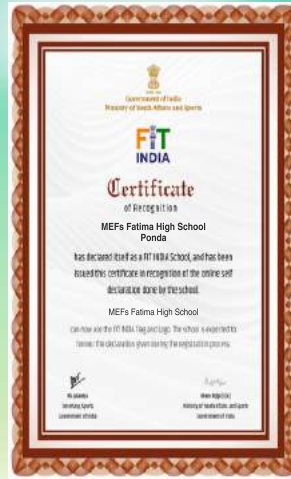 Government of India
Ministry of Youth Affairs and Sports
FIT
INDIA
Certificate
of Recognition
MEFs Fatima High School
Ponda
has declared itself as a FIT INDIA School, and has been
issued this certificate in recognition of the online self
declaration done by the school.
MEFs Fatima High School
can now use the FIT INDIA Flag and Logo. The school is expected to
honour the declaration given during the registration process.
Secretary, Sports
Government of India
Ministry of Youth Affairs and Sports
Government of India